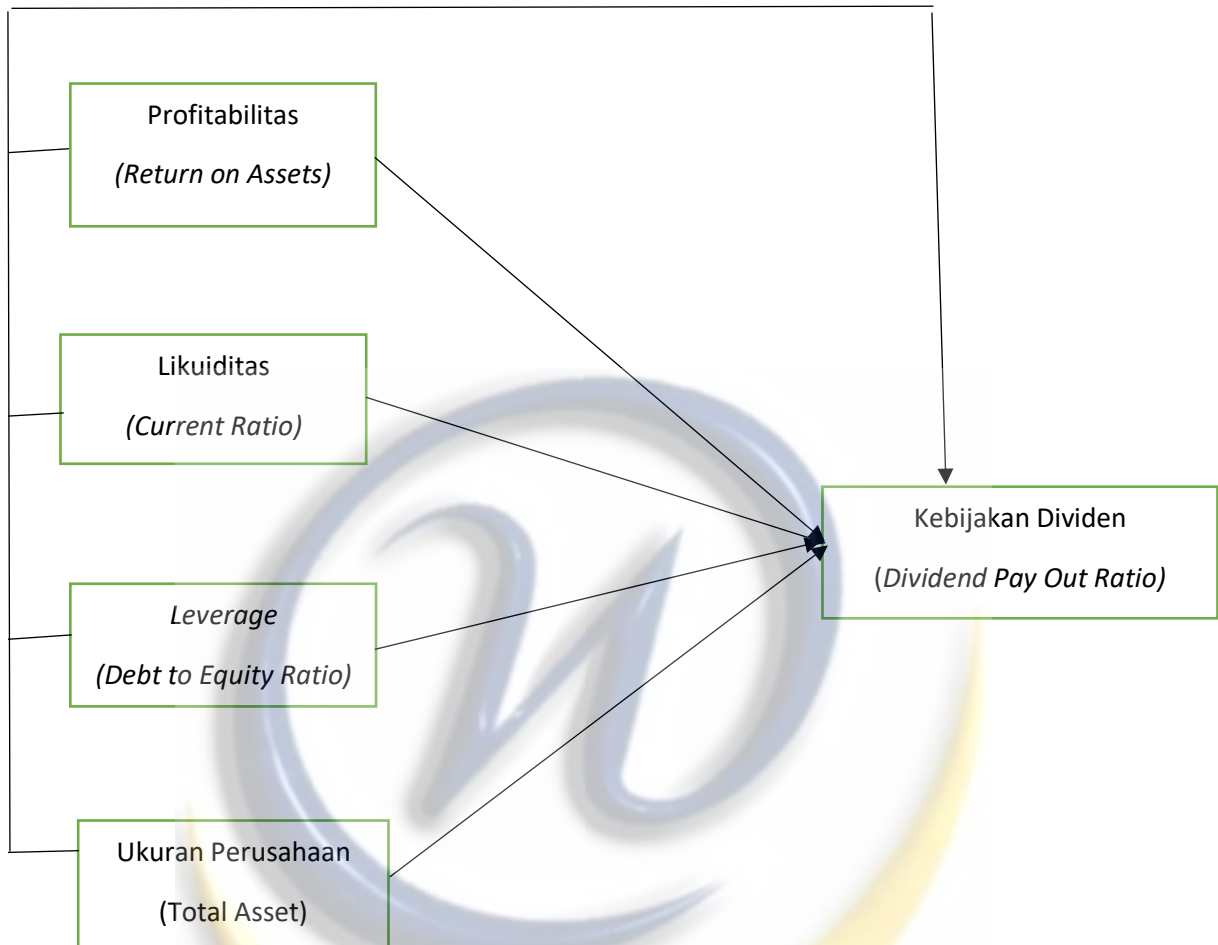 Profitabilitas
(Return on Assets)
Likuiditas
(Current Ratio)
Leverage
(Debt to Equity Ratio)
Ukuran Perusahaan
(Total Asset)
Kebijakan Dividen
(Dividend Pay Out Ratio)